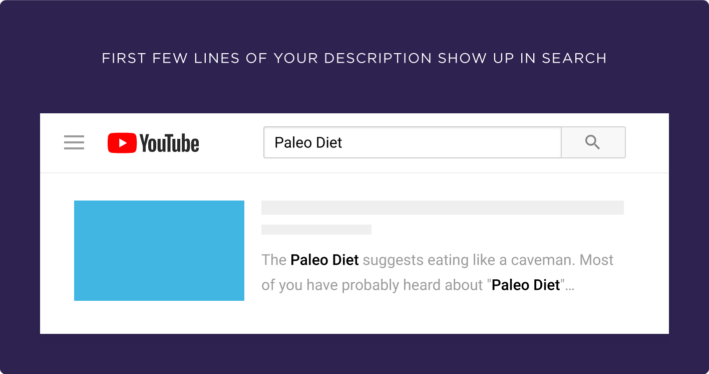 FIRST FEW LINES OF YOUR DESCRIPTION SHOW UP IN SEARCH
YouTube
Paleo Diet
The Paleo Diet suggests eating like a caveman. Most
of you have probably heard about "Paleo Diet"...